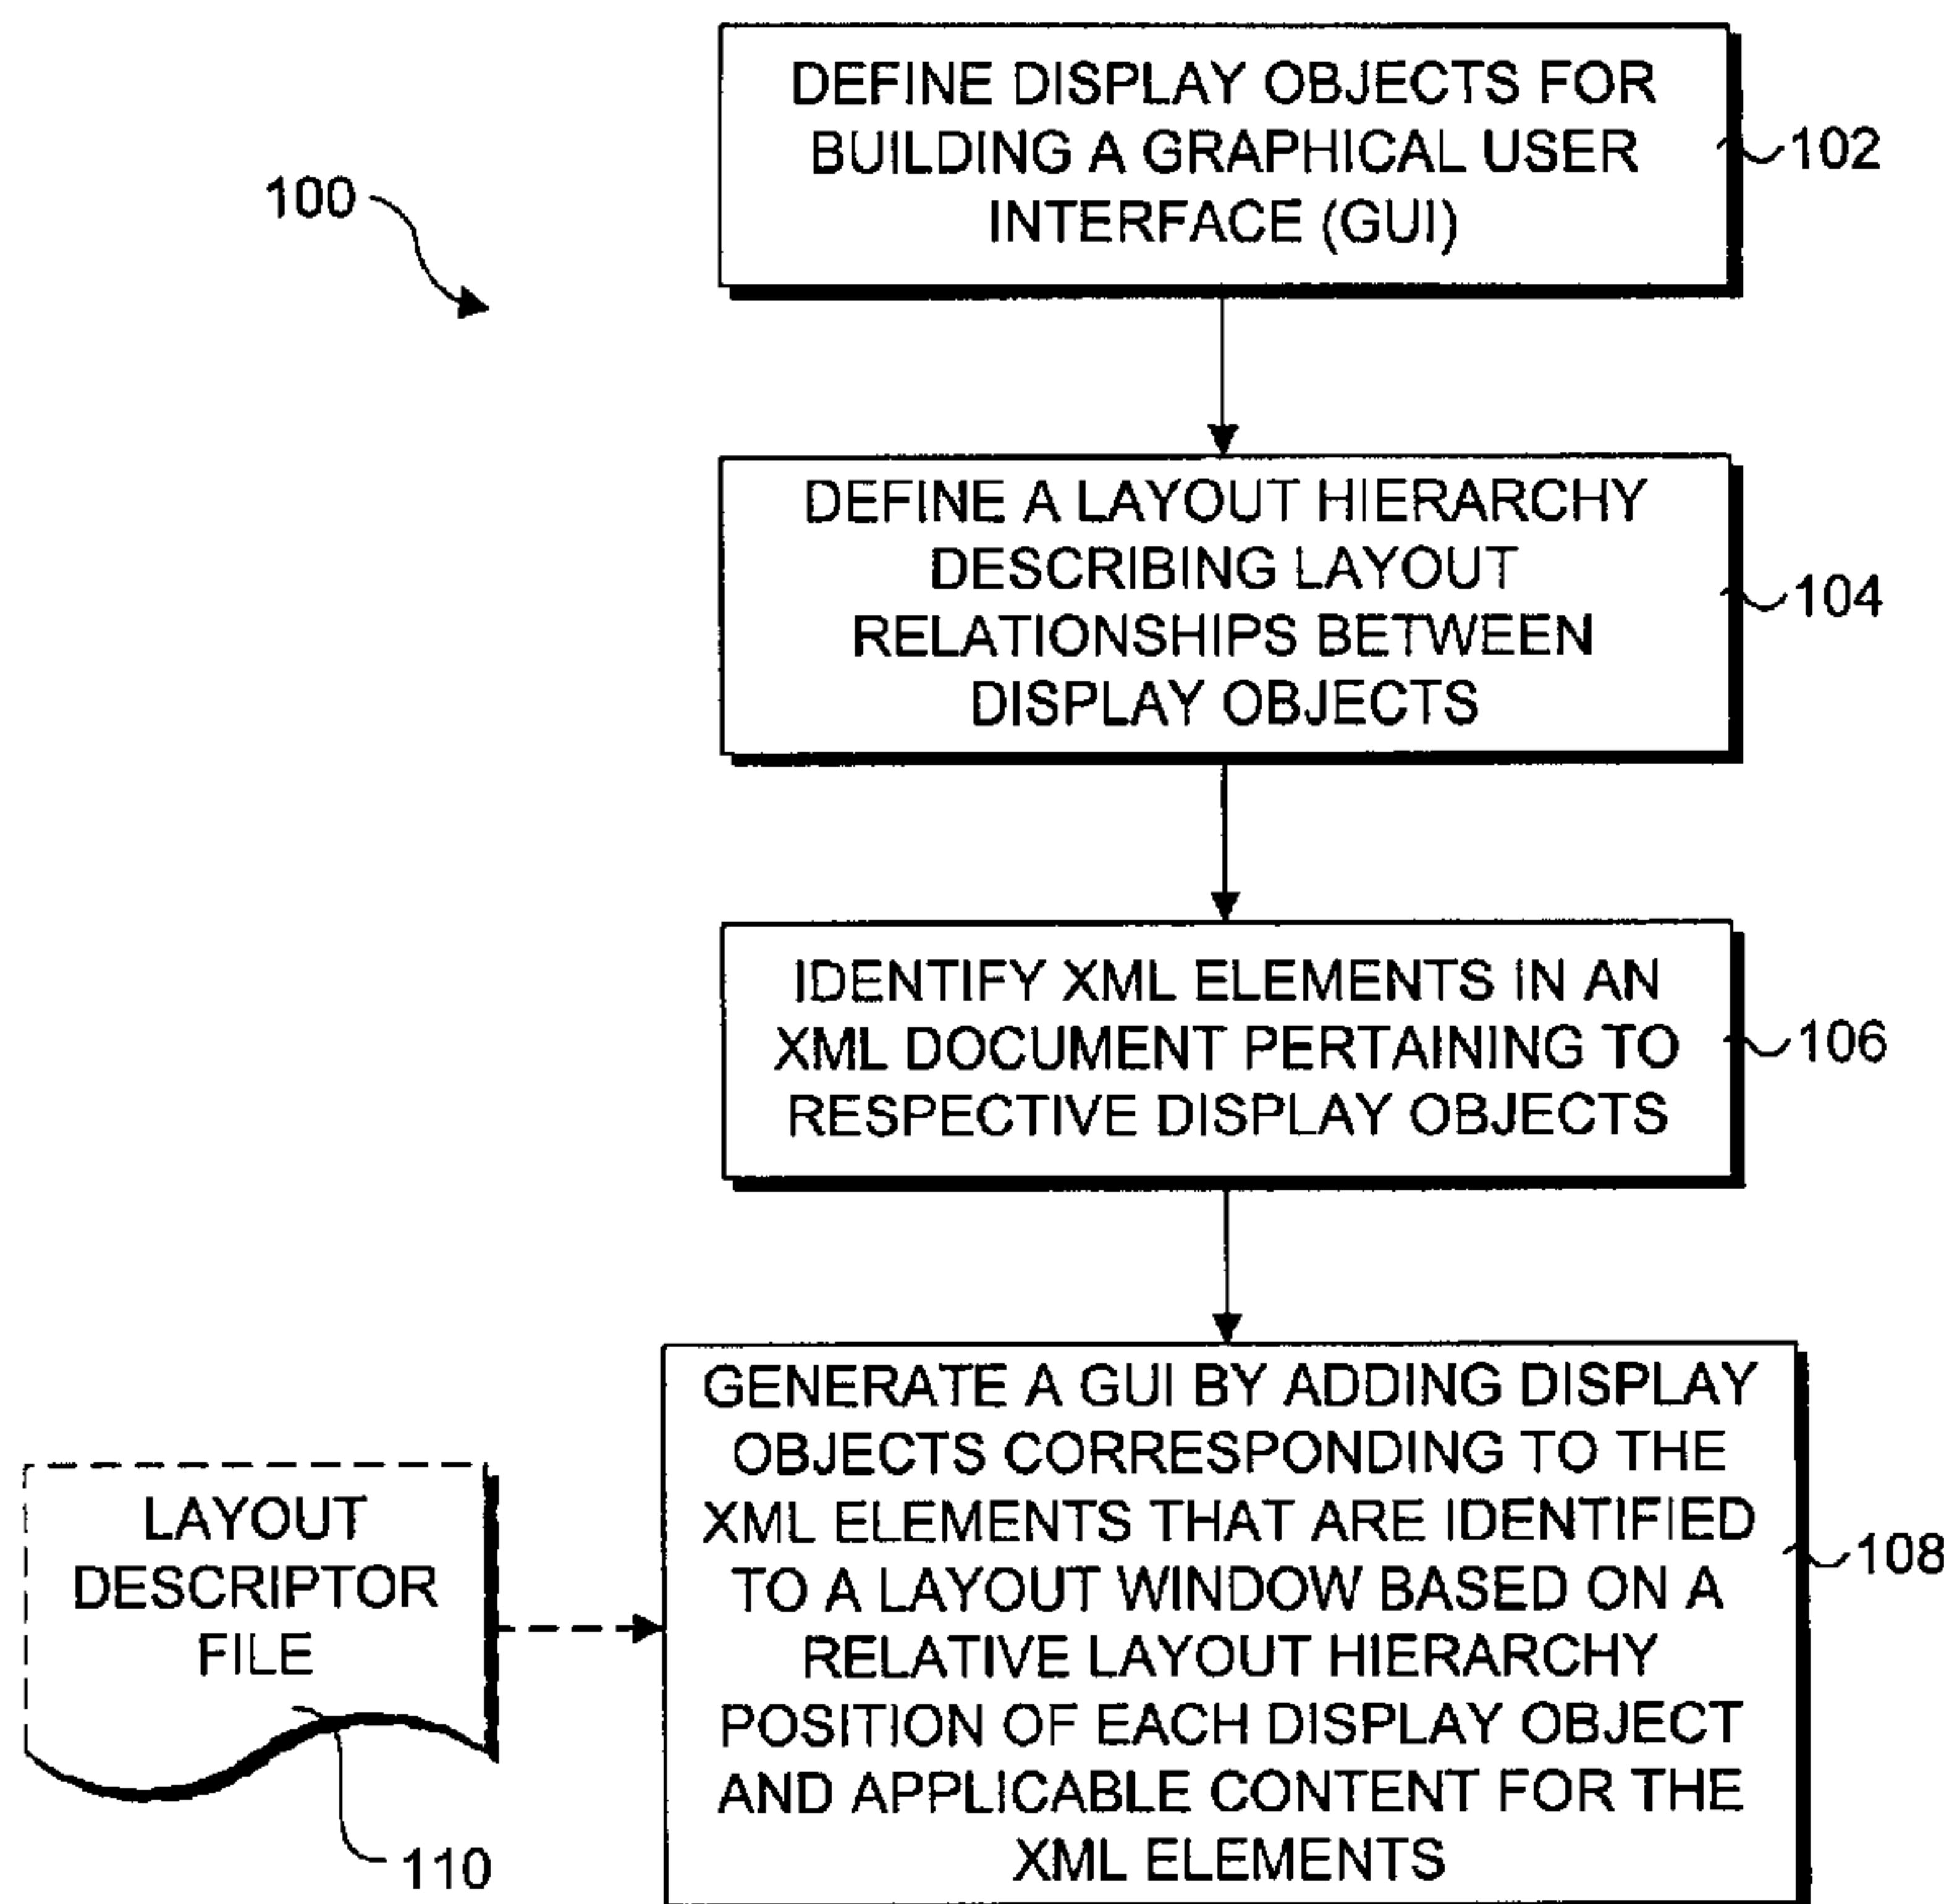 100
DEFINE DISPLAY OBJECTS FOR
BUILDING A GRAPHICAL USER
INTERFACE (GUI)
102
DEFINE A LAYOUT HIERARCHY
DESCRIBING LAYOUT
RELATIONSHIPS BETWEEN
DISPLAY OBJECTS
104
IDENTIFY XML ELEMENTS IN AN
XML DOCUMENT PERTAINING TO
RESPECTIVE DISPLAY OBJECTS
106
GENERATE A GUI BY ADDING DISPLAY
OBJECTS CORRESPONDING TO THE
XML ELEMENTS THAT ARE IDENTIFIED
TO A LAYOUT WINDOW BASED ON A
RELATIVE LAYOUT HIERARCHY
POSITION OF EACH DISPLAY OBJECT
AND APPLICABLE CONTENT FOR THE
XML ELEMENTS
108
LAYOUT
DESCRIPTOR
FILE
110